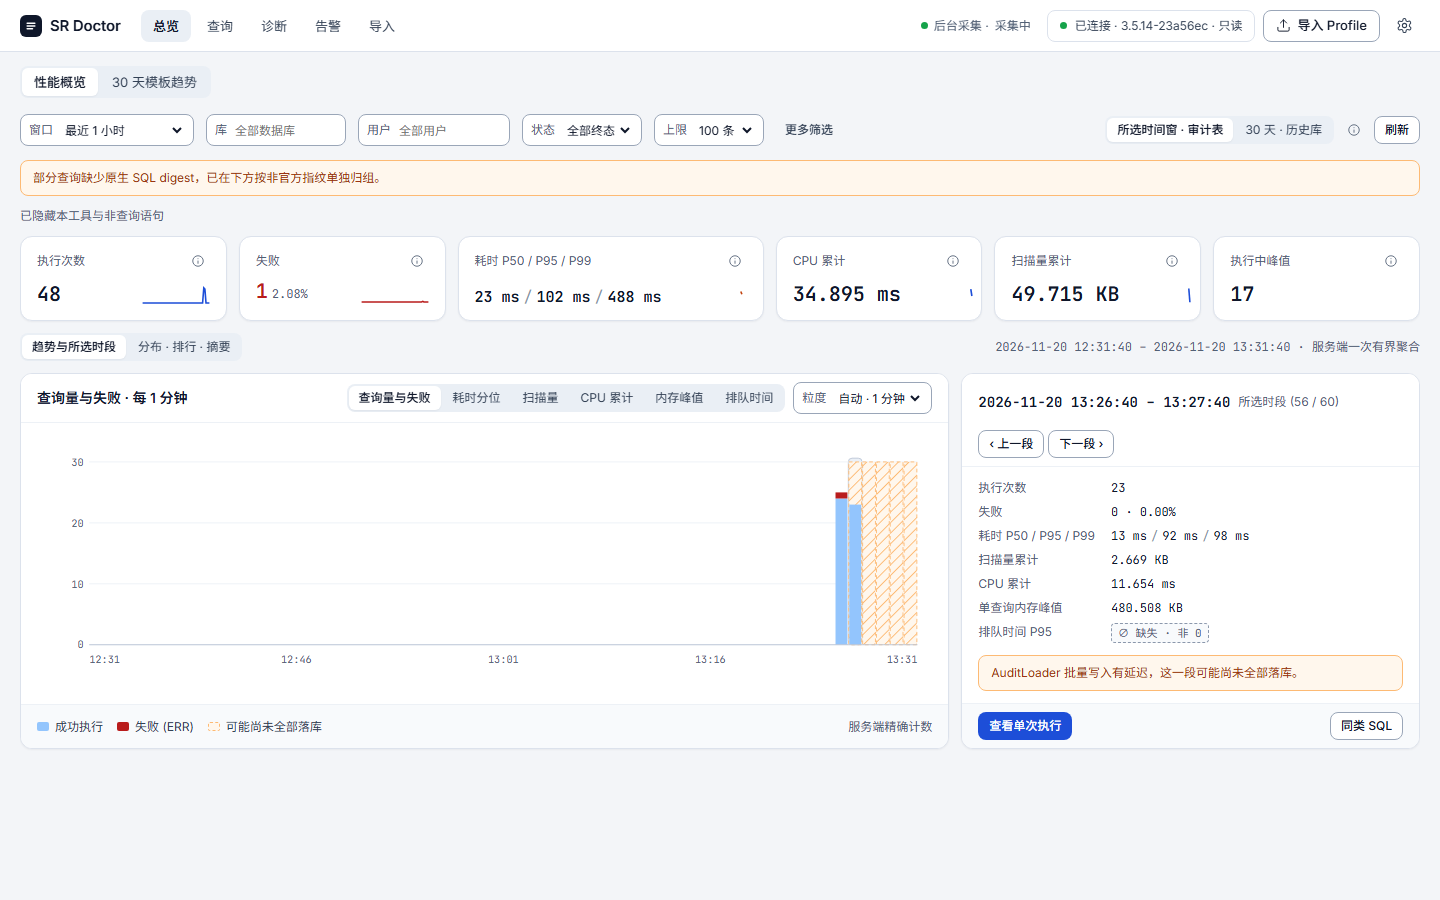 SR Doctor
总览
查询
诊断
告警
导入
后台采集 · 采集中
已连接 · 3.5.14-23a56ec · 只读
导入 Profile
性能概览
30 天模板趋势
窗口 最近 1 小时
库 全部数据库
用户 全部用户
状态 全部终态
上限 100 条
更多筛选
所选时间窗 · 审计表
30 天 · 历史库
刷新
部分查询缺少原生 SQL digest，已在下方按非官方指纹单独归组。
已隐藏本工具与非查询语句
执行次数
48
失败
1 2.08%
耗时 P50 / P95 / P99
23 ms / 102 ms / 488 ms
CPU 累计
34.895 ms
扫描量累计
49.715 KB
执行中峰值
17
趋势与所选时段
分布 · 排行 · 摘要
2026-11-20 12:31:40 – 2026-11-20 13:31:40 · 服务端一次有界聚合
查询量与失败 · 每 1 分钟
查询量与失败
耗时分位
扫描量
CPU 累计
内存峰值
排队时间
粒度 自动 · 1 分钟
30
20
10
0
12:31
12:46
13:01
13:16
13:31
成功执行
失败 (ERR)
可能尚未全部落库
服务端精确计数
2026-11-20 13:26:40 – 13:27:40 所选时段 (56 / 60)
‹ 上一段
下一段 ›
执行次数 23
失败 0 · 0.00%
耗时 P50 / P95 / P99 13 ms / 92 ms / 98 ms
扫描量累计 2.669 KB
CPU 累计 11.654 ms
单查询内存峰值 480.508 KB
排队时间 P95 ∅ 缺失 · 非 0
AuditLoader 批量写入有延迟，这一段可能尚未全部落库。
查看单次执行
同类 SQL